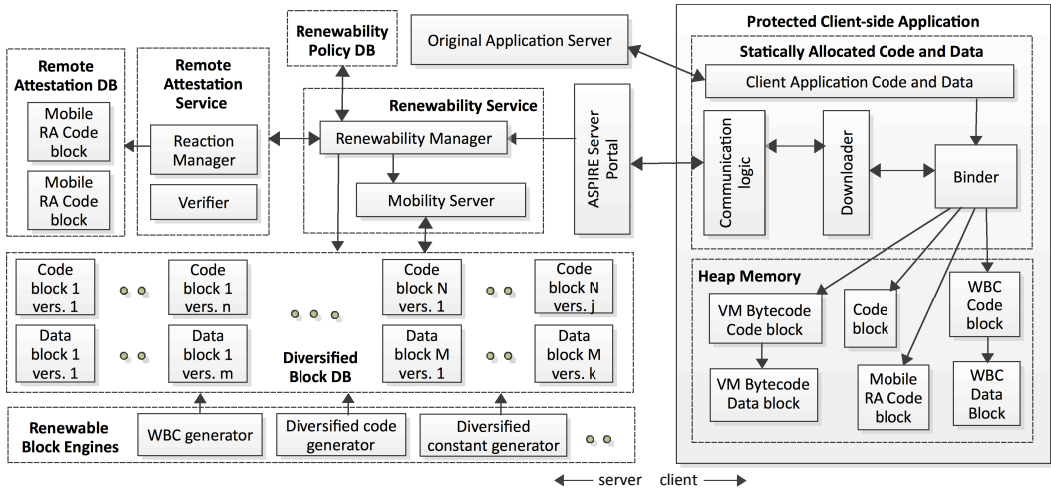 Renewability
Policy DB
Original Application Server
Protected Client-side Application
Statically Allocated Code and Data
Client Application Code and Data
Remote
Attestation DB
Mobile
RA Code
block
Mobile
RA Code
block
Remote
Attestation
Service
Reaction
Manager
Verifier
Renewability Service
Renewability Manager
Mobility Server
ASPIRE Server
Portal
Communication
logic
Downloader
Binder
Code
block 1
vers. 1
Code
block 1
vers. n
Code
block N
vers. 1
Code
block N
vers. j
Data
block 1
vers. 1
Data
block 1
vers. m
Diversified
Block DB
Data
block M
vers. 1
Data
block M
vers. k
Heap Memory
VM Bytecode
Code block
Code
block
WBC
Code
block
VM Bytecode
Data block
Mobile
RA Code
block
WBC
Data
Block
Renewable
Block Engines
WBC generator
Diversified code
generator
Diversified
constant generator
server
client